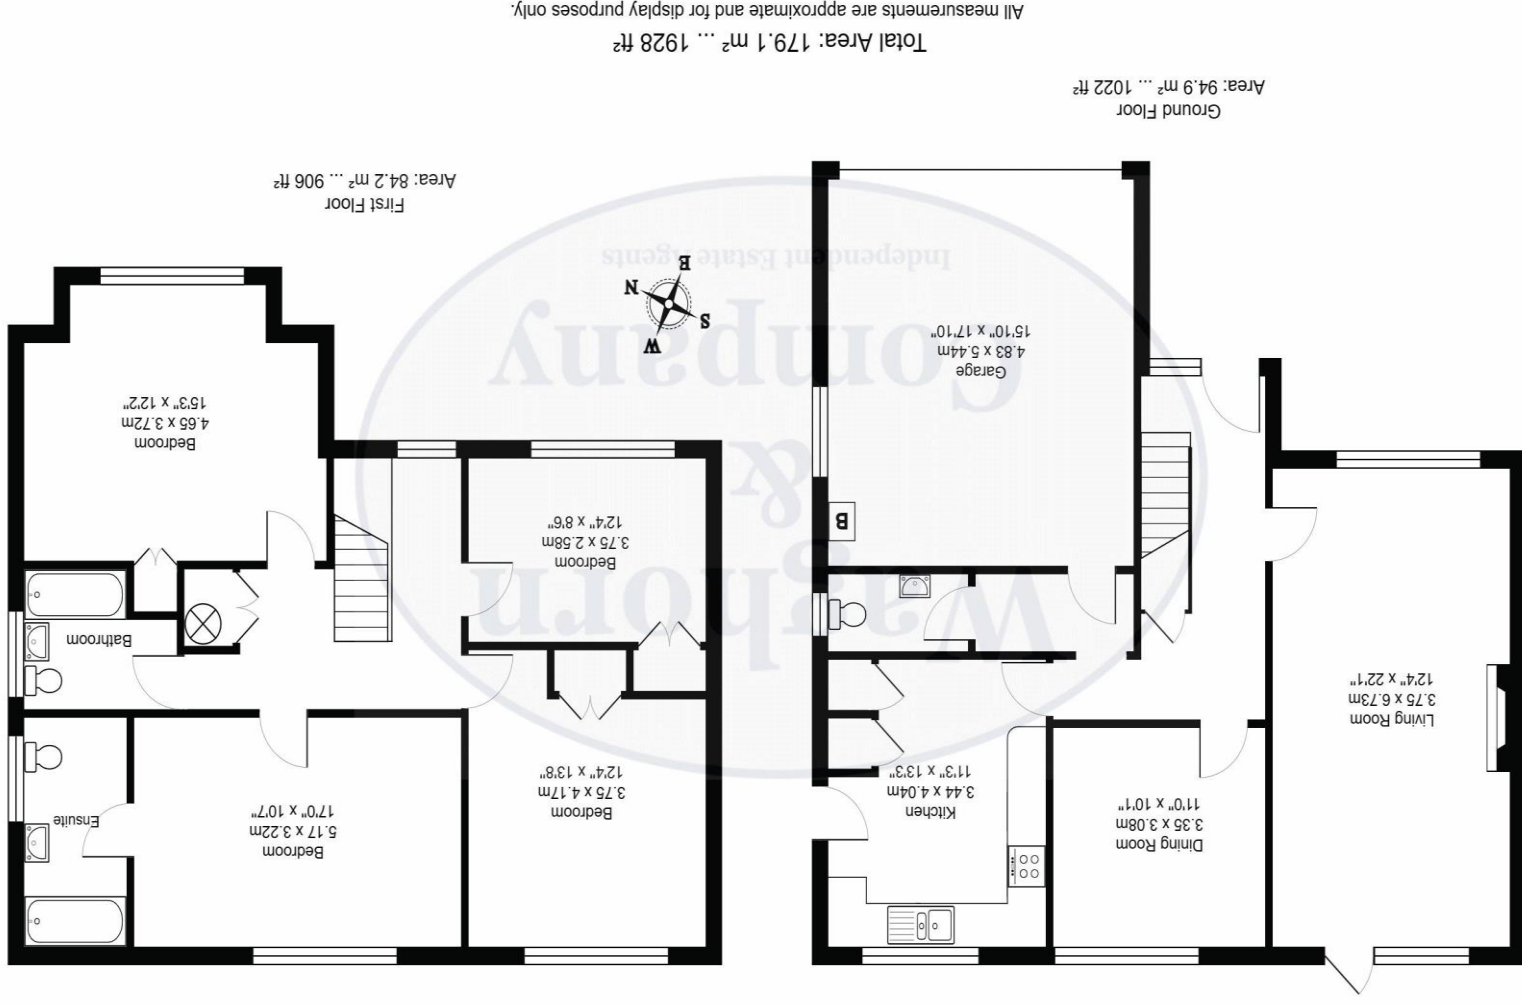 Living Room
3.75 x 6.73m
12'4" x 22'1"
Dining Room
3.35 x 3.08m
11'0" x 10'1"
Kitchen
3.44 x 4.04m
11'3" x 13'3"
B
Garage
4.83 x 5.44m
15'10" x 17'10"
Ground Floor
Area: 94.9 m² ... 1022 ft²
Waghorn
&
Company
Independent Estate Agents
W
S
N
E
Bedroom
3.75 x 4.17m
12'4" x 13'8"
Bedroom
5.17 x 3.22m
17'0" x 10'7"
Ensuite
Bathroom
Bedroom
3.75 x 2.58m
12'4" x 8'6"
Bedroom
4.65 x 3.72m
15'3" x 12'2"
First Floor
Area: 84.2 m² ... 906 ft²
Total Area: 179.1 m² ... 1928 ft²
All measurements are approximate and for display purposes only.